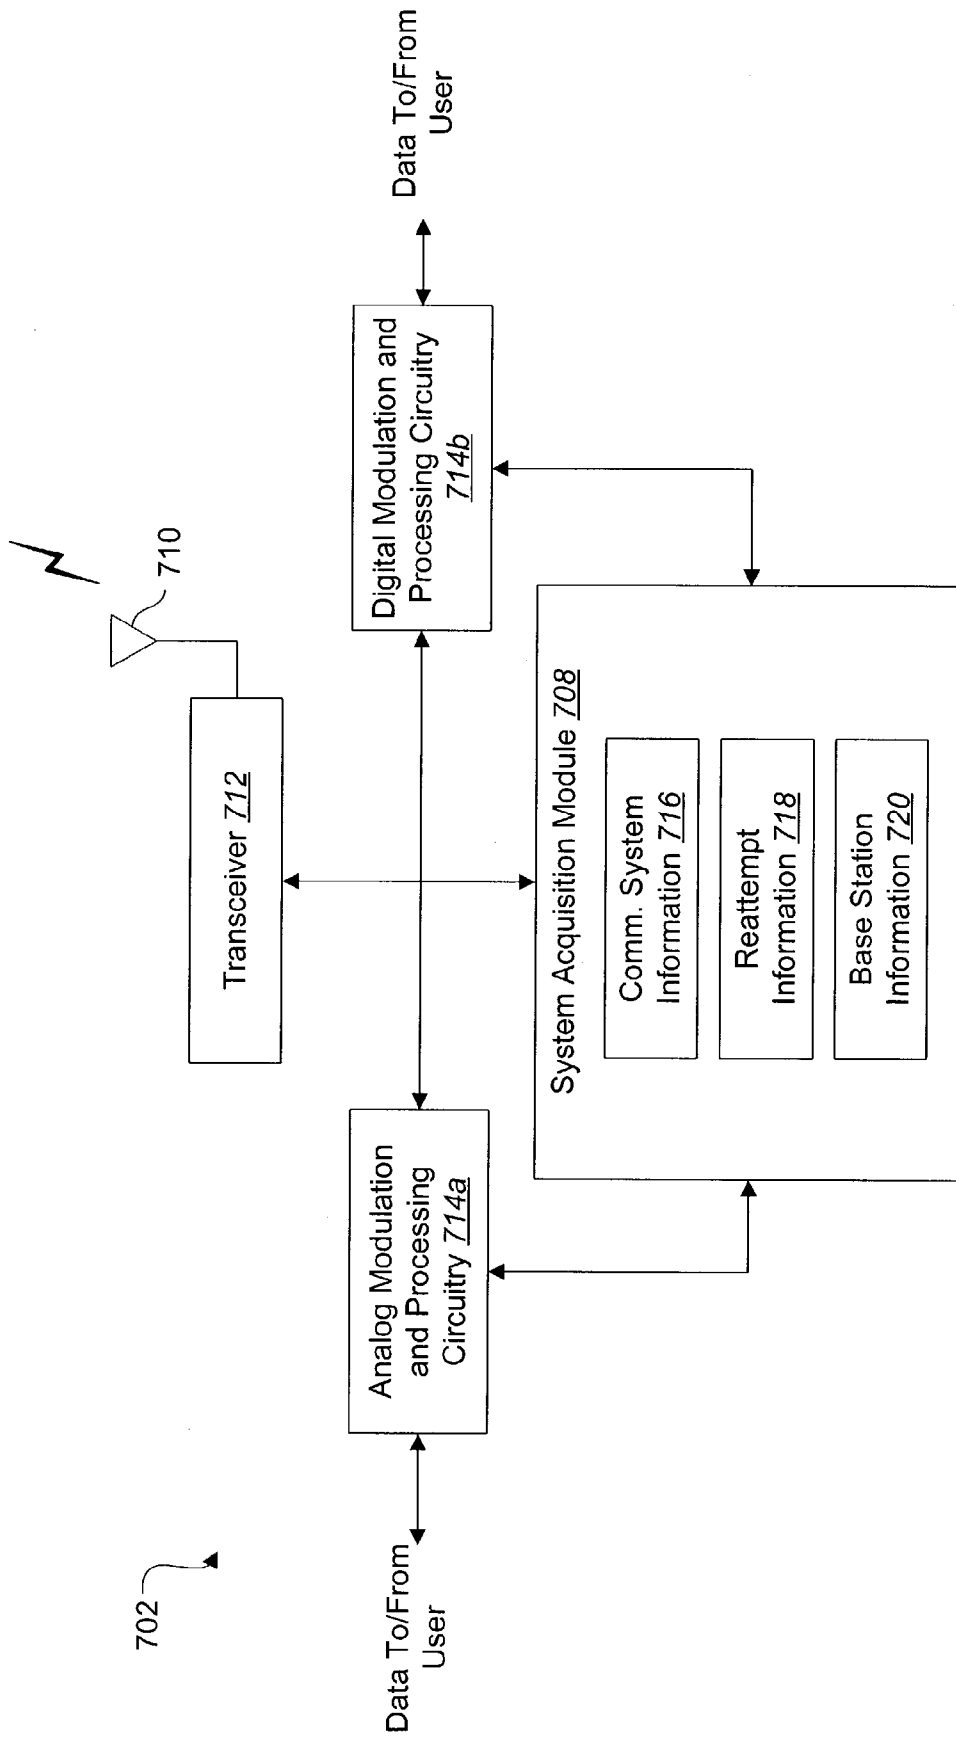 702
710
Transceiver 712
Data To/From
User
Analog Modulation
and Processing
Circuitry 714a
Digital Modulation and
Processing Circuitry
714b
Data To/From
User
System Acquisition Module 708
Comm. System
Information 716
Reattempt
Information 718
Base Station
Information 720